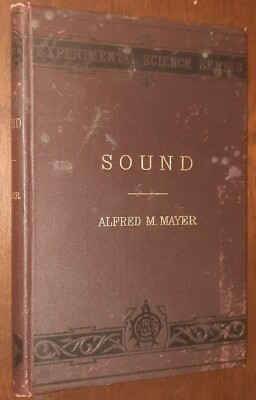 EXPERIMENTAL SCIENCE SERIES
SOUND
ALFRED M. MAYER